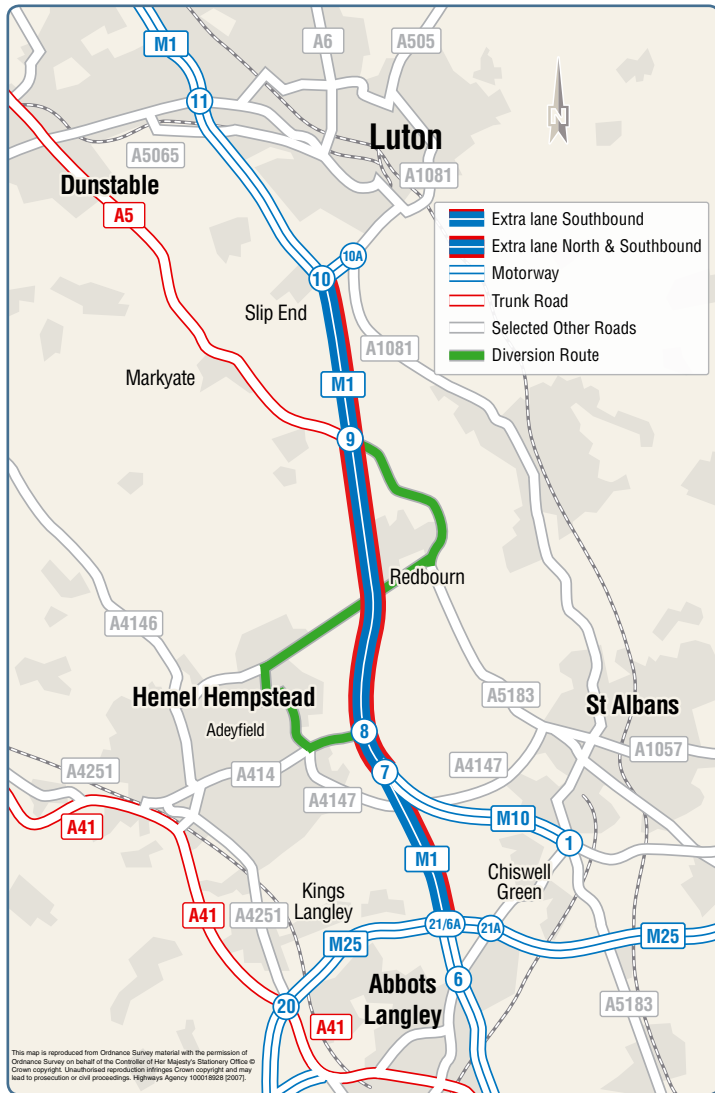 M1
A6
A505
11
Luton
A5065
A1081
Dunstable
A5
N
Extra lane Southbound
Extra lane North & Southbound
Motorway
Trunk Road
Selected Other Roads
Diversion Route
10A
10
Slip End
A1081
Markyate
M1
9
Redbourn
A4146
Hemel Hempstead
Adeyfield
A5183
St Albans
8
A1057
A4251
A414
7
A4147
A4147
M10
A41
M1
1
Chiswell
Green
Kings
Langley
A41
A4251
21/6A
21A
M25
M25
Abbots
Langley
6
20
A5183
A41
This map is reproduced from Ordnance Survey material with the permission of
Ordnance Survey on behalf of the Controller of Her Majesty's Stationery Office ©
Crown copyright. Unauthorised reproduction infringes Crown copyright and may
lead to prosecution or civil proceedings. Highways Agency 100018928 [2007].